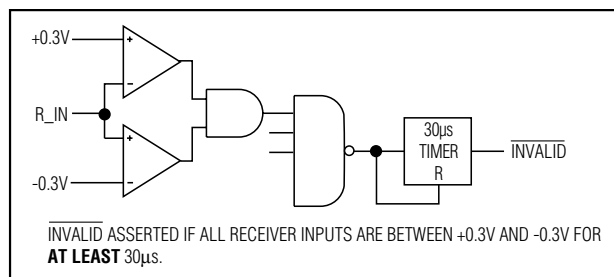 +0.3V
+
−
R_IN
+
−
-0.3V
30µs
TIMER
R
INVALID
INVALID ASSERTED IF ALL RECEIVER INPUTS ARE BETWEEN +0.3V AND -0.3V FOR
AT LEAST 30µs.